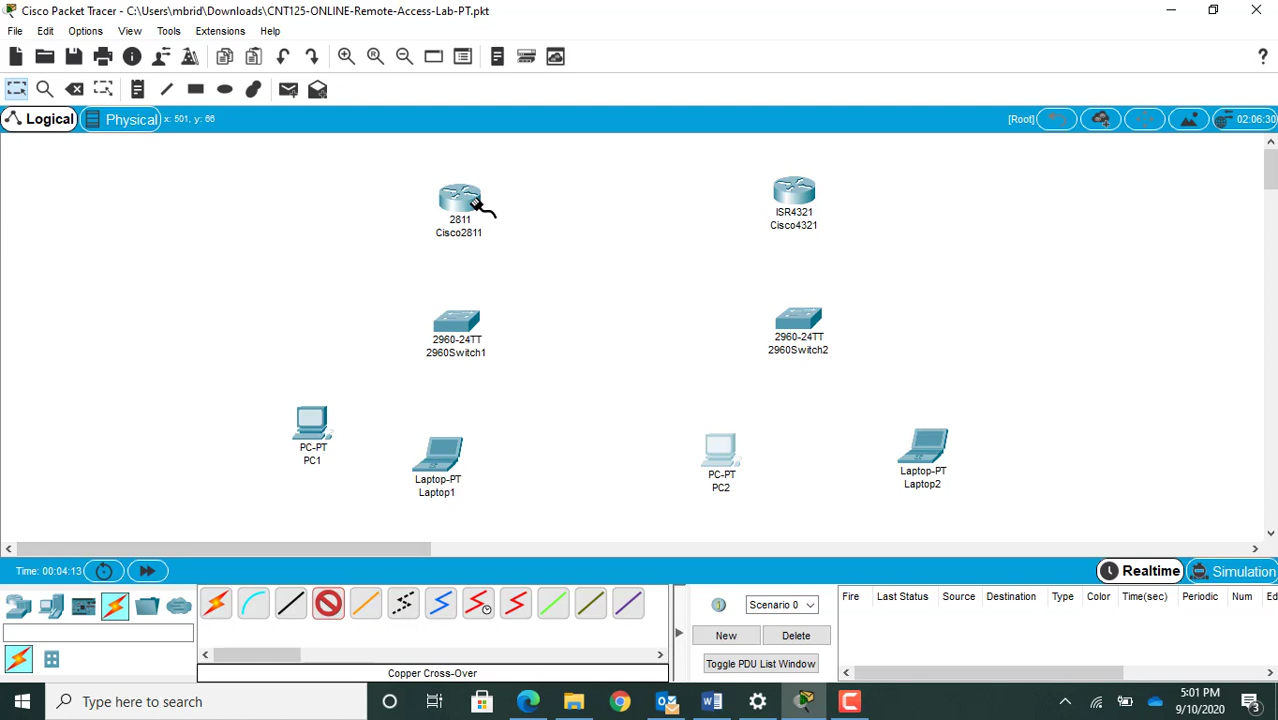 Cisco Packet Tracer - C:\Users\mbrid\Downloads\CNT125-ONLINE-Remote-Access-Lab-PT.pkt
File Edit Options View Tools Extensions Help
Logical Physical x: 501, y: 66 [Root] 02:06:30
2811
Cisco2811
ISR4321
Cisco4321
2960-24TT
2960Switch1
2960-24TT
2960Switch2
PC-PT
PC1
Laptop-PT
Laptop1
PC-PT
PC2
Laptop-PT
Laptop2
Time: 00:04:13 Realtime Simulation
Scenario 0
New Delete
Toggle PDU List Window
Fire Last Status Source Destination Type Color Time(sec) Periodic Num Ed
Copper Cross-Over
Type here to search
5:01 PM
9/10/2020
3